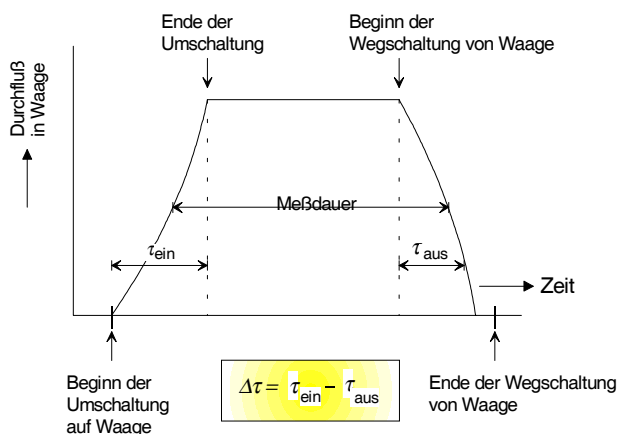 Ende der
Umschaltung
Beginn der
Wegschaltung von Waage
Durchfluß
in Waage
Meßdauer
τein
τaus
Zeit
Beginn der
Umschaltung
auf Waage
Δτ = τein – τaus
Ende der Wegschaltung
von Waage